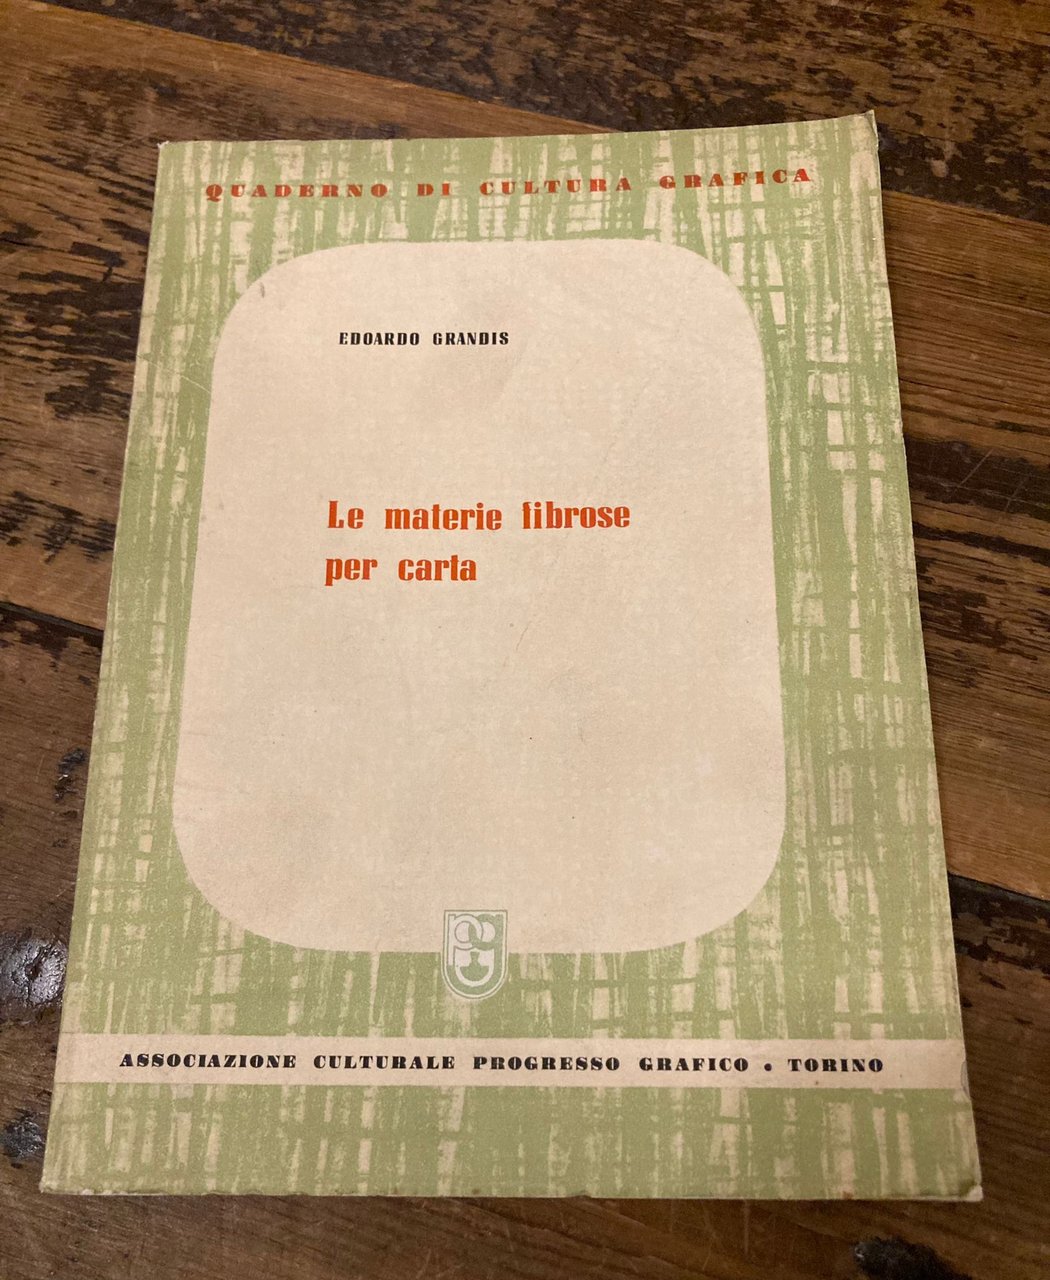 QUADERNO DI CULTURA GRAFICA
EDOARDO GRANDIS
Le materie fibrose
per carta
ASSOCIAZIONE CULTURALE PROGRESSO GRAFICO • TORINO